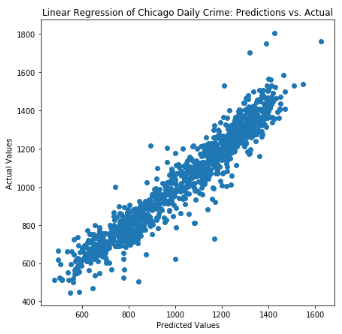 Linear Regression of Chicago Daily Crime: Predictions vs. Actual
1800
1600
1400
1200
1000
800
600
400
Actual Values
600 800 1000 1200 1400 1600
Predicted Values